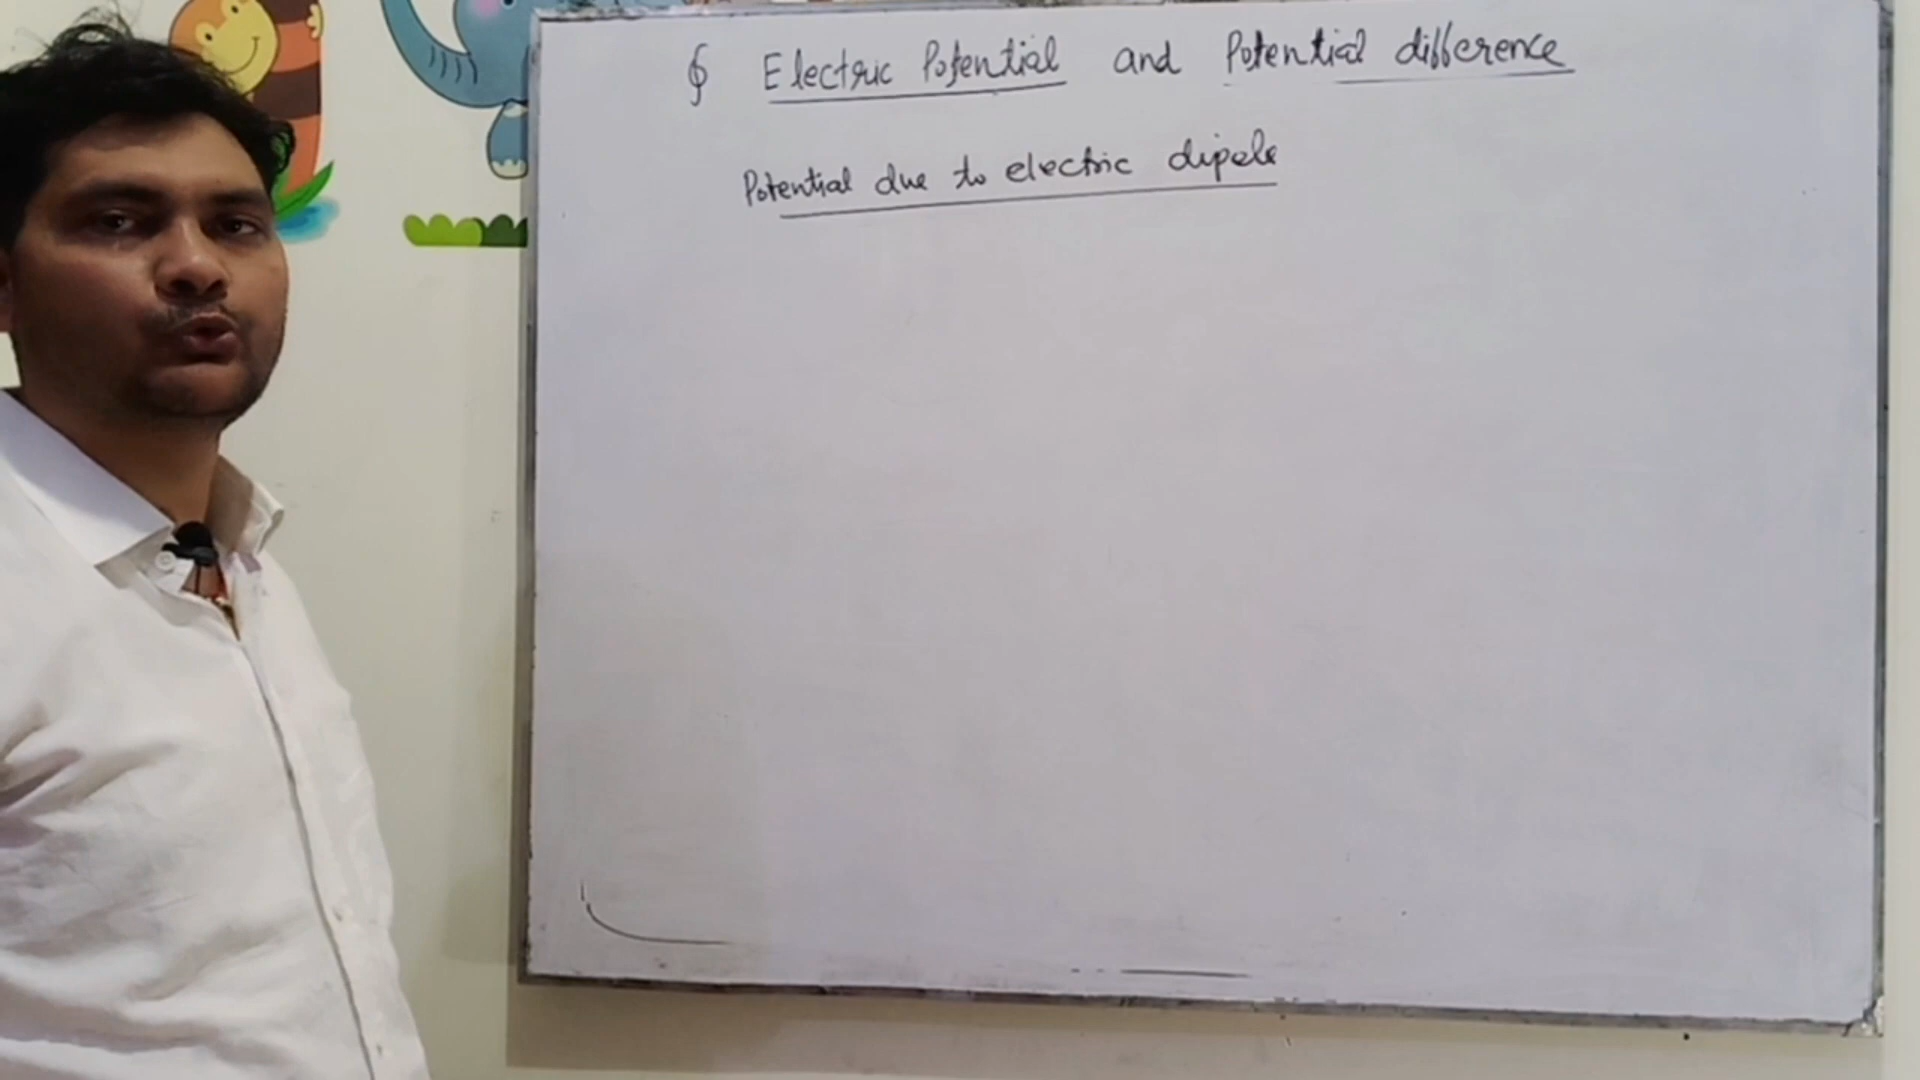 § Electric Potential and Potential difference
Potential due to electric dipole